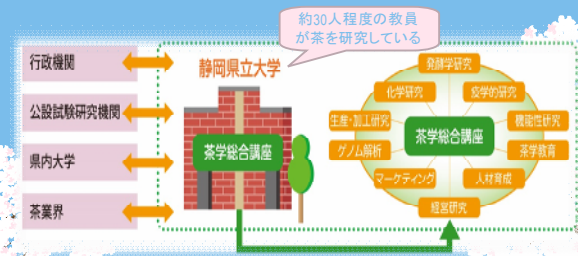 約30人程度の教員
が茶を研究している
行政機関
公設試験研究機関
県内大学
茶業界
静岡県立大学
茶学総合講座
発酵学研究
化学研究
疫学的研究
生産・加工研究
機能性研究
茶学総合講座
ゲノム解析
茶学教育
マーケティング
人材育成
経営研究